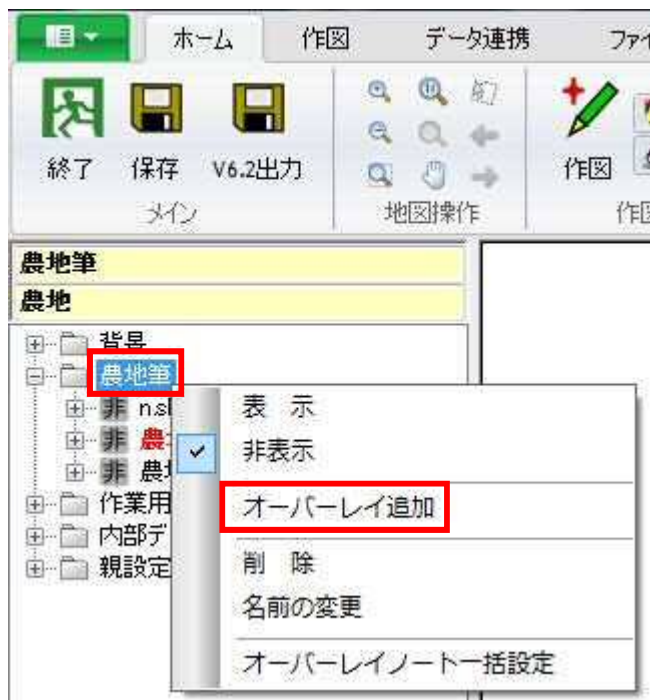 ホーム 作図 データ連携 ファイ
終了 保存 V6.2出力 作図
メイン 地図操作 作
農地筆
農地
背景
農地筆
非 n.s
非 農
非 農
作業用
内部デ
親設定
表 示
非表示
オーバーレイ追加
削 除
名前の変更
オーバーレイノート一括設定